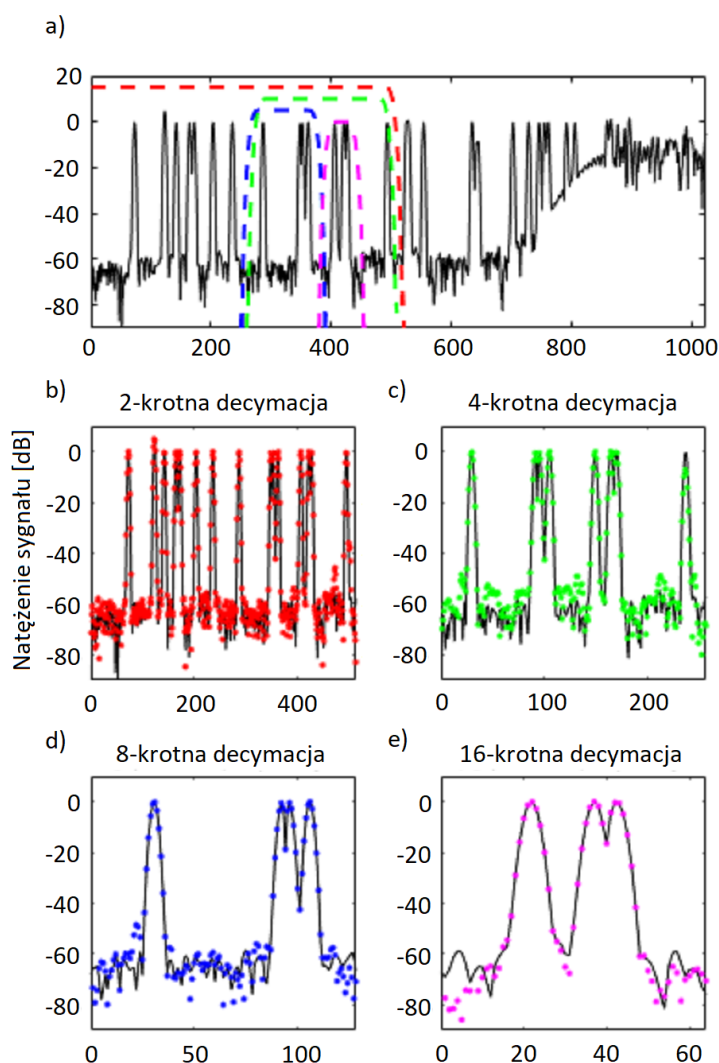 a)
20
0
-20
-40
-60
-80
0 200 400 600 800 1000
b) 2-krotna decymacja
c) 4-krotna decymacja
Natężenie sygnału [dB]
0
-20
-40
-60
-80
0 200 400
0
-20
-40
-60
-80
0 100 200
d) 8-krotna decymacja
e) 16-krotna decymacja
0
-20
-40
-60
-80
0 50 100
0
-20
-40
-60
-80
0 20 40 60